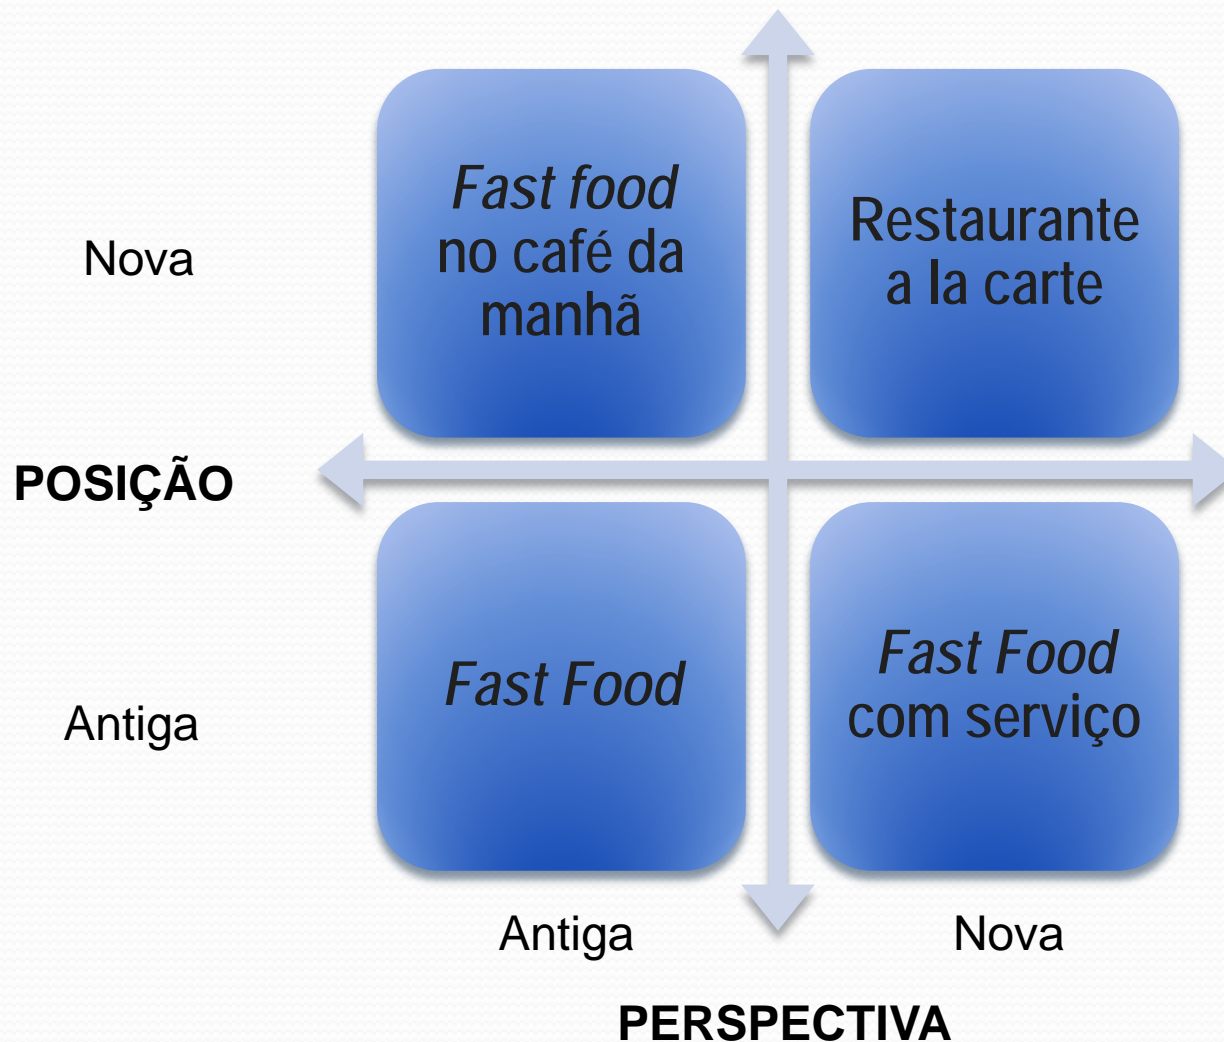 Fast food
no café da
manhã
Restaurante
a la carte
Nova
POSIÇÃO
Fast Food
Fast Food
com serviço
Antiga
Antiga
Nova
PERSPECTIVA